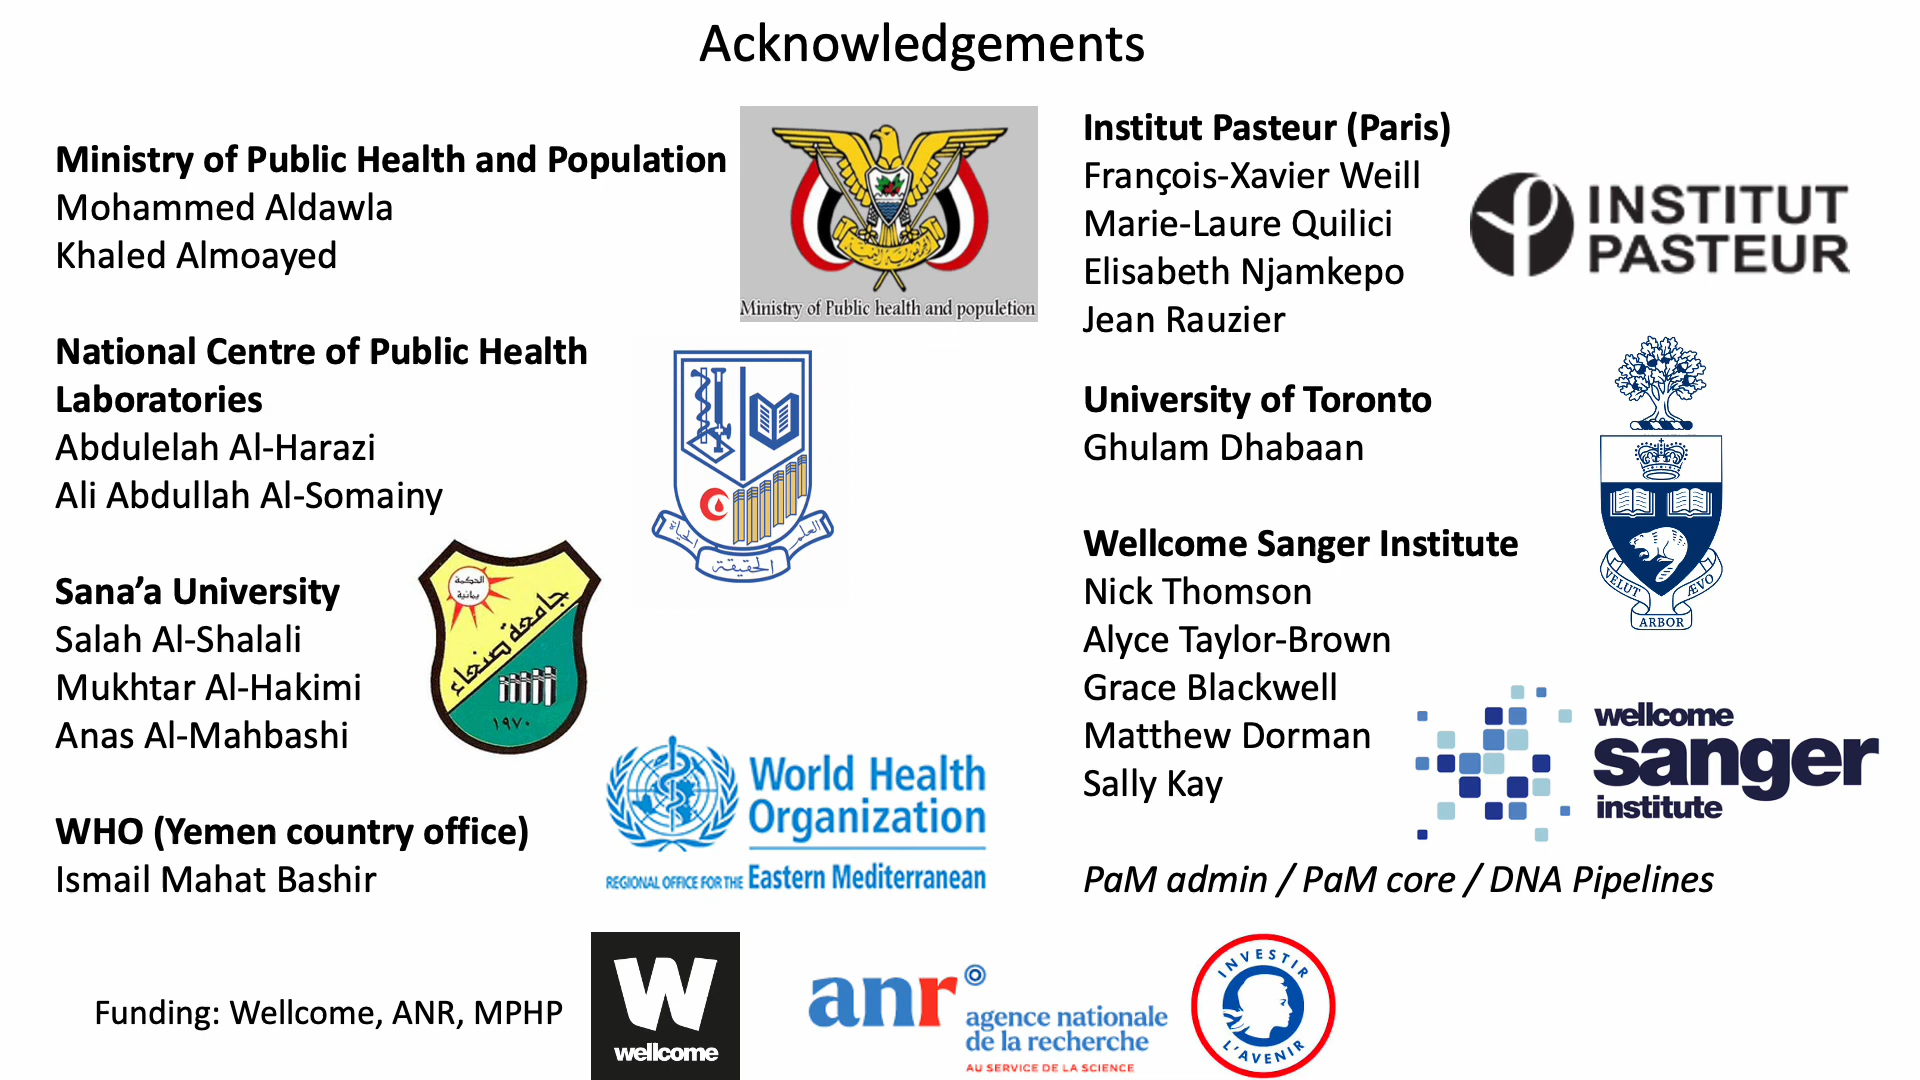 Acknowledgements
Ministry of Public Health and Population
Mohammed Aldawla
Khaled Almoayed
Ministry of Public health and populetion
National Centre of Public Health
Laboratories
Abdulelah Al-Harazi
Ali Abdullah Al-Somainy
العلم
الحقيقة
الحياة
Sana’a University
Salah Al-Shalali
Mukhtar Al-Hakimi
Anas Al-Mahbashi
الحكمة
يمانية
جامعة صنعاء
١٩٧٠
WHO (Yemen country office)
Ismail Mahat Bashir
World Health
Organization
REGIONAL OFFICE FOR THE Eastern Mediterranean
Institut Pasteur (Paris)
François-Xavier Weill
Marie-Laure Quilici
Elisabeth Njamkepo
Jean Rauzier
INSTITUT
PASTEUR
University of Toronto
Ghulam Dhabaan
VELUT
ARBOR
ÆVO
Wellcome Sanger Institute
Nick Thomson
Alyce Taylor-Brown
Grace Blackwell
Matthew Dorman
Sally Kay
wellcome
sanger
institute
PaM admin / PaM core / DNA Pipelines
Funding: Wellcome, ANR, MPHP
W
wellcome
anr
agence nationale
de la recherche
AU SERVICE DE LA SCIENCE
INVESTIR
L'AVENIR